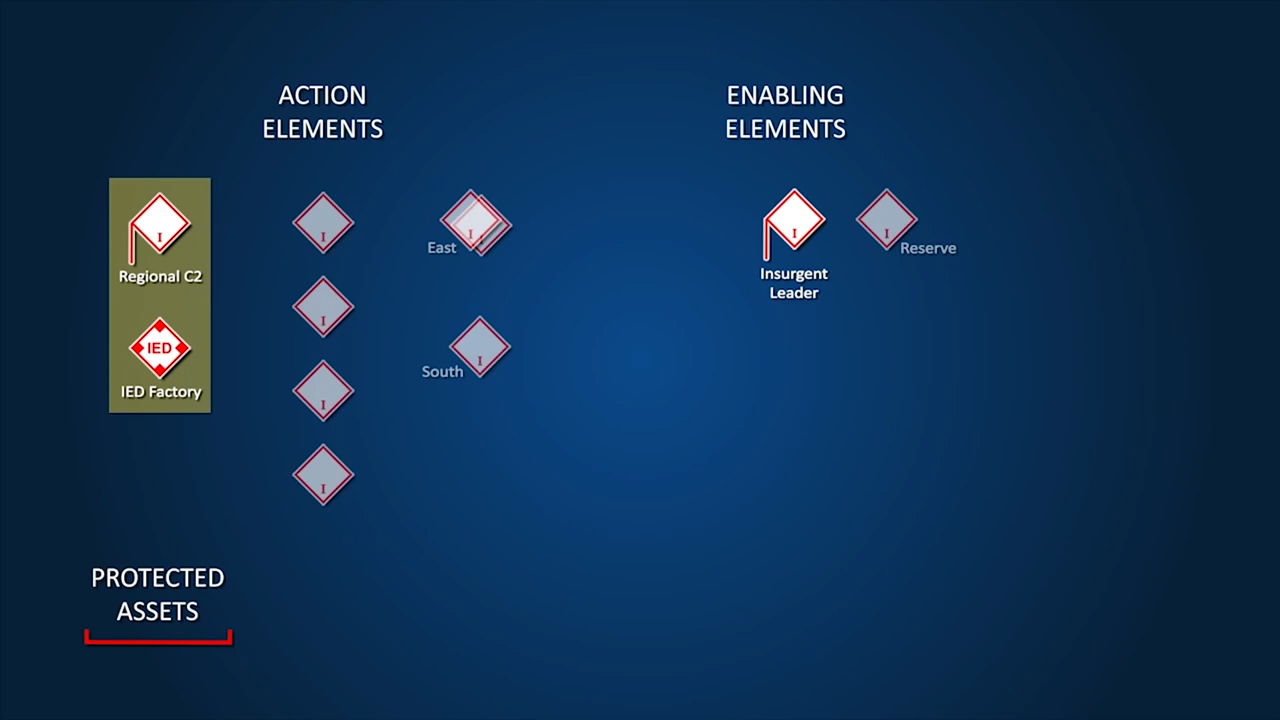 ACTION
ELEMENTS
ENABLING
ELEMENTS
I
Regional C2
IED
IED Factory
I
I
I
I
I
East
I
South
I
Insurgent
Leader
I
Reserve
PROTECTED
ASSETS